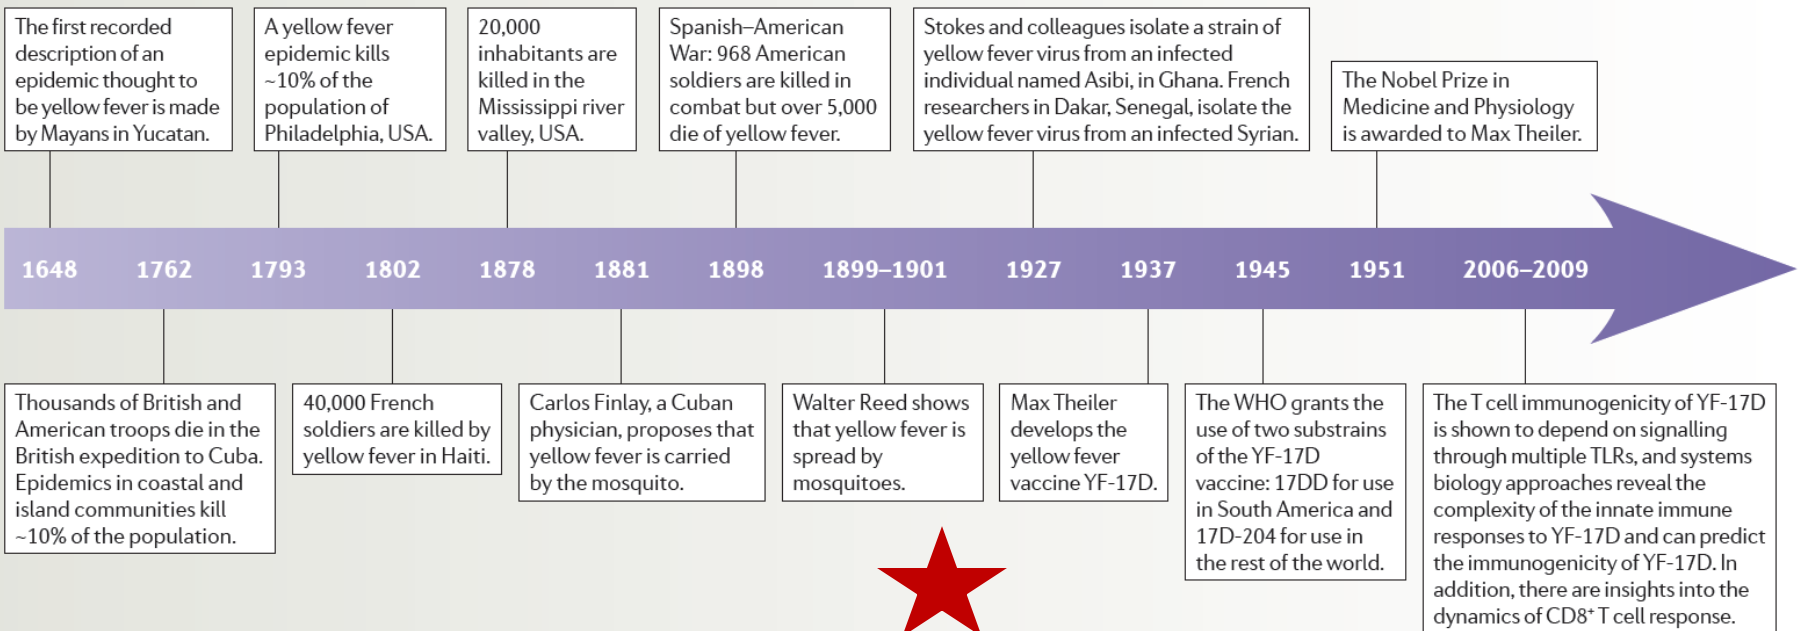 The first recorded
description of an
epidemic thought to
be yellow fever is made
by Mayans in Yucatan.
A yellow fever
epidemic kills
~10% of the
population of
Philadelphia, USA.
20,000
inhabitants are
killed in the
Mississippi river
valley, USA.
Spanish–American
War: 968 American
soldiers are killed in
combat but over 5,000
die of yellow fever.
Stokes and colleagues isolate a strain of
yellow fever virus from an infected
individual named Asibi, in Ghana. French
researchers in Dakar, Senegal, isolate the
yellow fever virus from an infected Syrian.
The Nobel Prize in
Medicine and Physiology
is awarded to Max Theiler.
1648 1762 1793 1802 1878 1881 1898 1899–1901 1927 1937 1945 1951 2006–2009
Thousands of British and
American troops die in the
British expedition to Cuba.
Epidemics in coastal and
island communities kill
~10% of the population.
40,000 French
soldiers are killed by
yellow fever in Haiti.
Carlos Finlay, a Cuban
physician, proposes that
yellow fever is carried
by the mosquito.
Walter Reed shows
that yellow fever is
spread by
mosquitoes.
Max Theiler
develops the
yellow fever
vaccine YF-17D.
The WHO grants the
use of two substrains
of the YF-17D
vaccine: 17DD for use
in South America and
17D-204 for use in
the rest of the world.
The T cell immunogenicity of YF-17D
is shown to depend on signalling
through multiple TLRs, and systems
biology approaches reveal the
complexity of the innate immune
responses to YF-17D and can predict
the immunogenicity of YF-17D. In
addition, there are insights into the
dynamics of CD8⁺ T cell response.